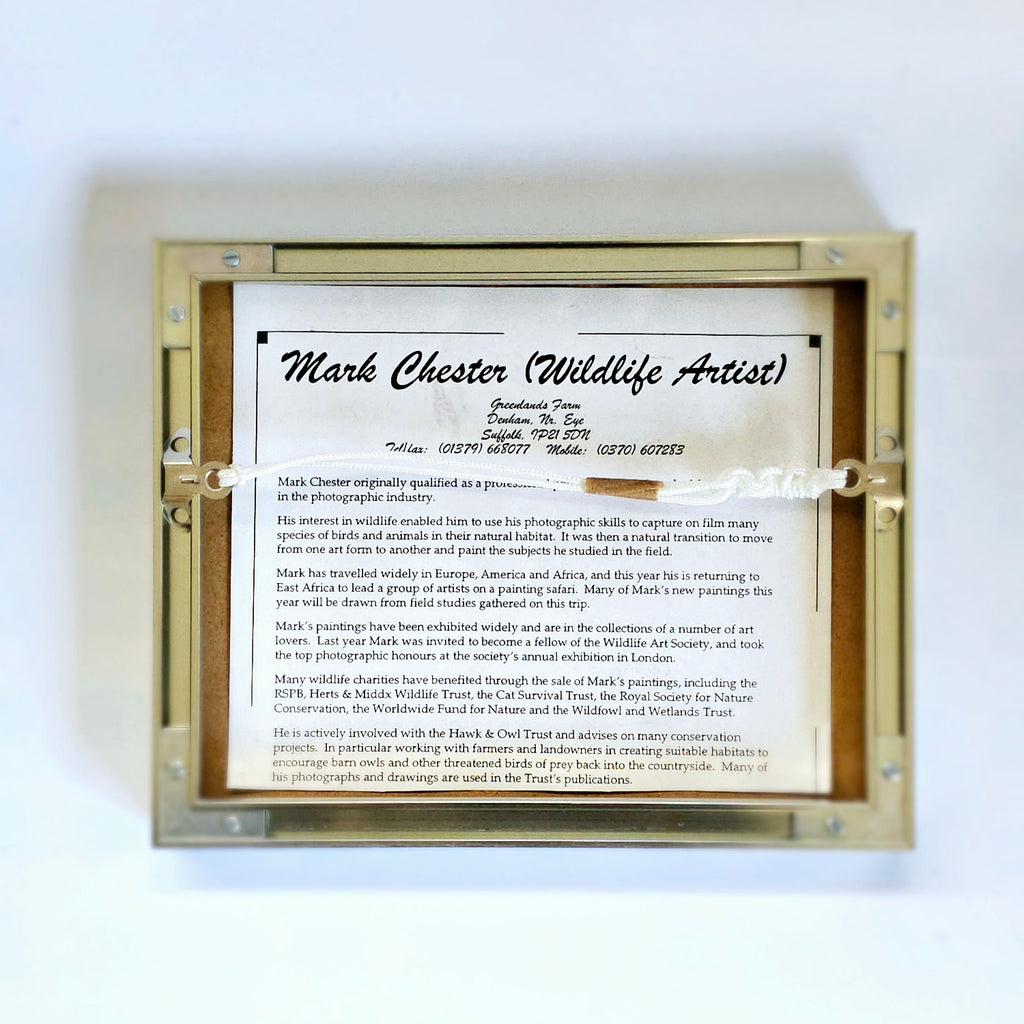 Mark Chester (Wildlife Artist)
Greenlands Farm
Denham, Nr. Eye
Suffolk, IP21 5DN
Tel/fax: (01379) 668077 Mobile: (0370) 607283
Mark Chester originally qualified as a
in the photographic industry.
His interest in wildlife enabled him to use his photographic skills to capture on film many
species of birds and animals in their natural habitat. It was then a natural transition to move
from one art form to another and paint the subjects he studied in the field.
Mark has travelled widely in Europe, America and Africa, and this year his is returning to
East Africa to lead a group of artists on a painting safari. Many of Mark's new paintings this
year will be drawn from field studies gathered on this trip.
Mark's paintings have been exhibited widely and are in the collections of a number of art
lovers. Last year Mark was invited to become a fellow of the Wildlife Art Society, and took
the top photographic honours at the society's annual exhibition in London.
Many wildlife charities have benefited through the sale of Mark's paintings, including the
RSPB, Herts & Middx Wildlife Trust, the Cat Survival Trust, the Royal Society for Nature
Conservation, the Worldwide Fund for Nature and the Wildfowl and Wetlands Trust.
He is actively involved with the Hawk & Owl Trust and advises on many conservation
projects. In particular working with farmers and landowners in creating suitable habitats to
encourage barn owls and other threatened birds of prey back into the countryside. Many of
his photographs and drawings are used in the Trust's publications.